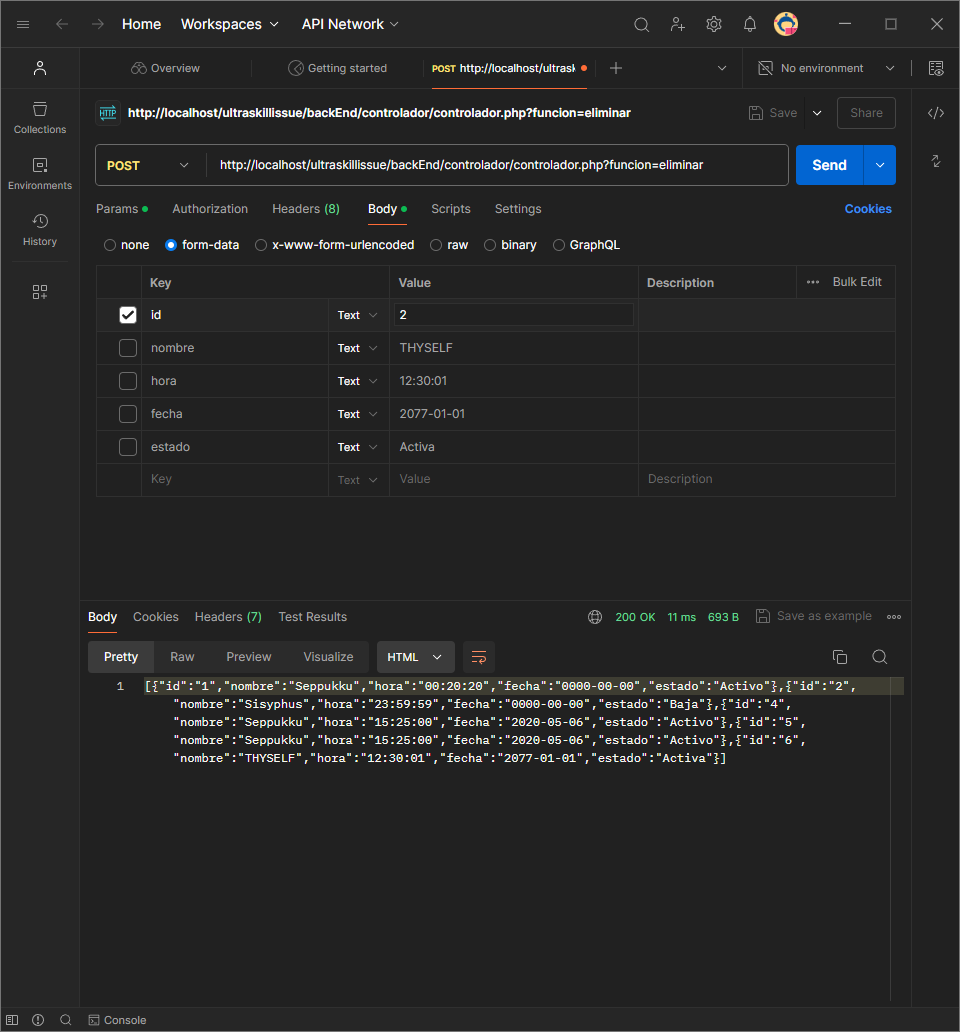 Home Workspaces API Network
Overview Getting started POST http://localhost/ultrask No environment
Collections
Environments
History
HTTP http://localhost/ultraskillissue/backEnd/controlador/controlador.php?funcion=eliminar Save Share
POST http://localhost/ultraskillissue/backEnd/controlador/controlador.php?funcion=eliminar Send
Params Authorization Headers (8) Body Scripts Settings Cookies
none form-data x-www-form-urlencoded raw binary GraphQL
Key Value Description Bulk Edit
id Text 2
nombre Text THYSELF
hora Text 12:30:01
fecha Text 2077-01-01
estado Text Activa
Key Text Value Description
Body Cookies Headers (7) Test Results 200 OK 11 ms 693 B Save as example
Pretty Raw Preview Visualize HTML
1 [{"id":"1","nombre":"Seppukku","hora":"00:20:20","fecha":"0000-00-00","estado":"Activo"},{"id":"2",
"nombre":"Sisyphus","hora":"23:59:59","fecha":"0000-00-00","estado":"Baja"},{"id":"4",
"nombre":"Seppukku","hora":"15:25:00","fecha":"2020-05-06","estado":"Activo"},{"id":"5",
"nombre":"Seppukku","hora":"15:25:00","fecha":"2020-05-06","estado":"Activo"},{"id":"6",
"nombre":"THYSELF","hora":"12:30:01","fecha":"2077-01-01","estado":"Activa"}]
Console